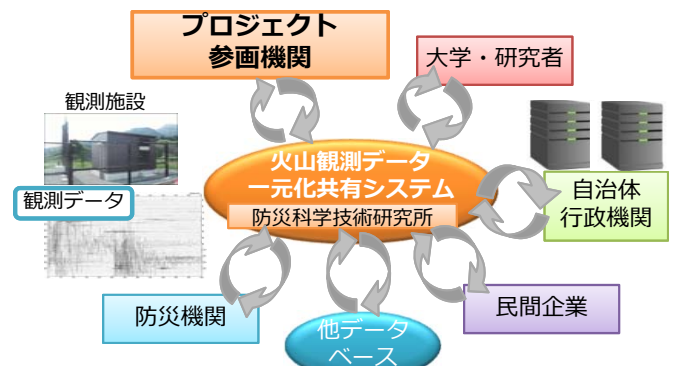 プロジェクト
参画機関
大学・研究者
観測施設
火山観測データ
一元化共有システム
防災科学技術研究所
観測データ
自治体
行政機関
防災機関
他データ
ベース
民間企業